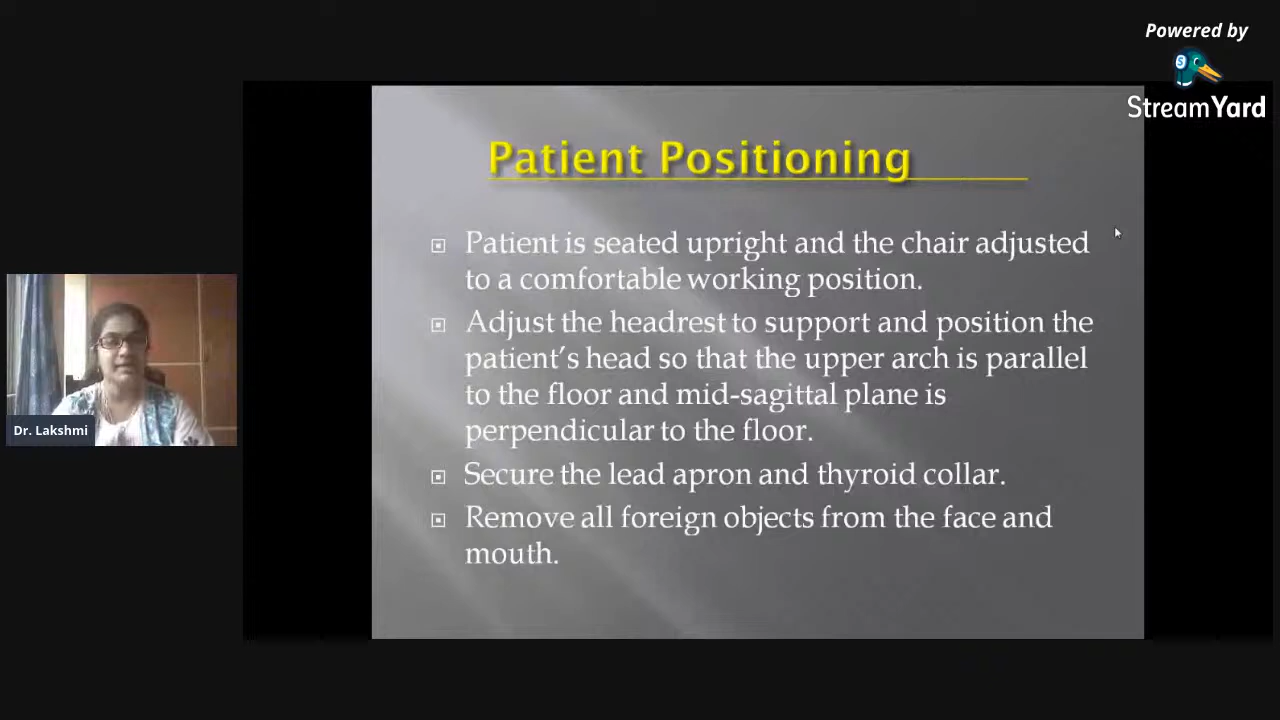 Powered by
StreamYard
Patient Positioning
Patient is seated upright and the chair adjusted
to a comfortable working position.
Adjust the headrest to support and position the
patient’s head so that the upper arch is parallel
to the floor and mid-sagittal plane is
perpendicular to the floor.
Secure the lead apron and thyroid collar.
Remove all foreign objects from the face and
mouth.
Dr. Lakshmi